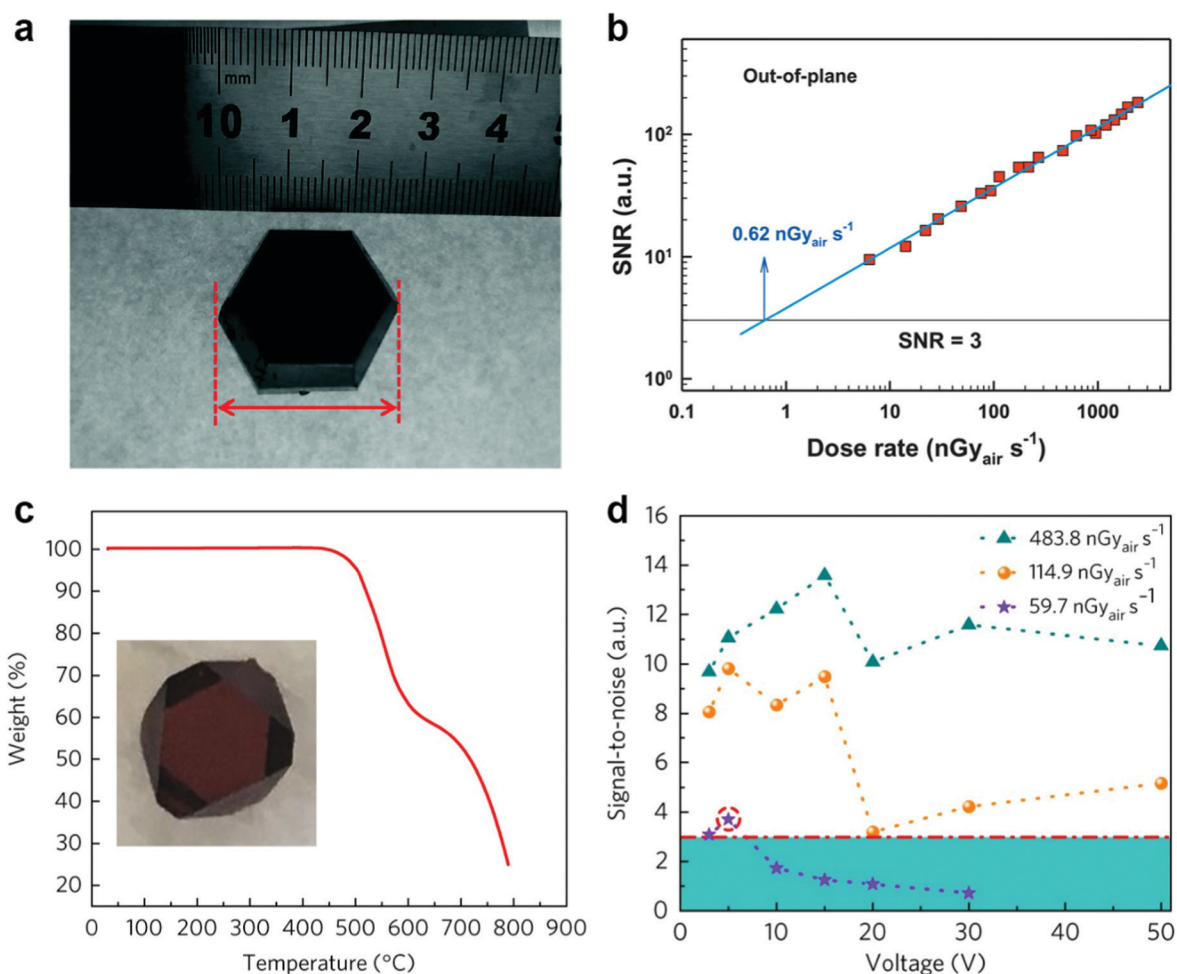 a
mm
10 1 2 3 4
b
Out-of-plane
SNR (a.u.)
10²
10¹
10⁰
0.62 nGyair s⁻¹
SNR = 3
0.1 1 10 100 1000
Dose rate (nGyair s⁻¹)
c
Weight (%)
100
90
80
70
60
50
40
30
20
0 100 200 300 400 500 600 700 800 900
Temperature (°C)
d
Signal-to-noise (a.u.)
16
14
12
10
8
6
4
2
0
483.8 nGyair s⁻¹
114.9 nGyair s⁻¹
59.7 nGyair s⁻¹
0 10 20 30 40 50
Voltage (V)